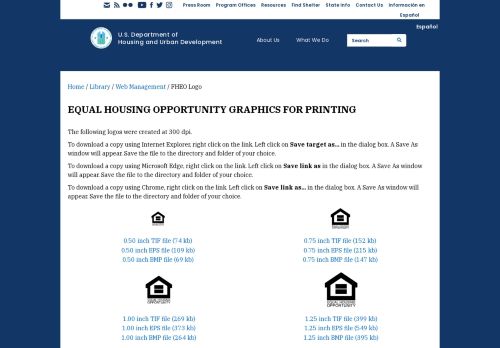 Press Room Program Offices Resources Find Shelter State Info Contact Us Información en Español
Español
U.S. Department of
Housing and Urban Development
About Us What We Do Search
Home / Library / Web Management / FHEO Logo
EQUAL HOUSING OPPORTUNITY GRAPHICS FOR PRINTING
The following logos were created at 300 dpi.
To download a copy using Internet Explorer, right click on the link. Left click on Save target as... in the dialog box. A Save As
window will appear. Save the file to the directory and folder of your choice.
To download a copy using Microsoft Edge, right click on the link. Left click on Save link as in the dialog box. A Save As
window will appear. Save the file to the directory and folder of your choice.
To download a copy using Chrome, right click on the link. Left click on Save link as... in the dialog box. A Save As window will
appear. Save the file to the directory and folder of your choice.
0.50 inch TIF file (74 kb)
0.50 inch EPS file (109 kb)
0.50 inch BMP file (69 kb)
0.75 inch TIF file (152 kb)
0.75 inch EPS file (215 kb)
0.75 inch BMP file (147 kb)
EQUAL HOUSING
OPPORTUNITY
1.00 inch TIF file (269 kb)
1.00 inch EPS file (373 kb)
1.00 inch BMP file (264 kb)
EQUAL HOUSING
OPPORTUNITY
1.25 inch TIF file (399 kb)
1.25 inch EPS file (549 kb)
1.25 inch BMP file (395 kb)